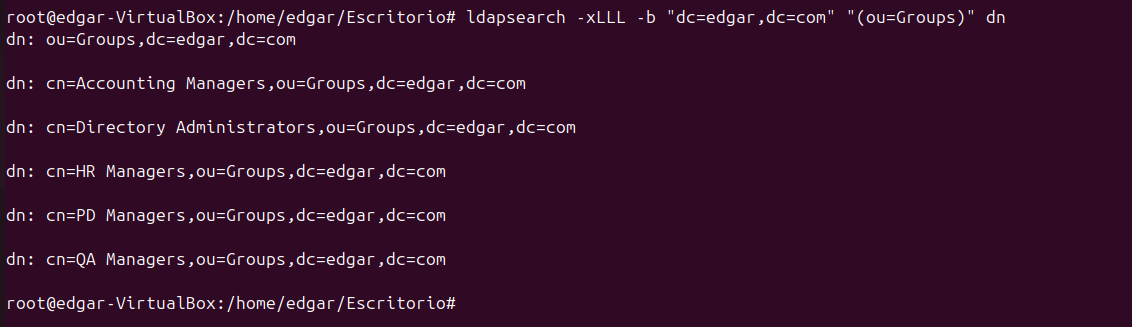 root@edgar-VirtualBox:/home/edgar/Escritorio# ldapsearch -xLLL -b "dc=edgar,dc=com" "(ou=Groups)" dn
dn: ou=Groups,dc=edgar,dc=com
dn: cn=Accounting Managers,ou=Groups,dc=edgar,dc=com
dn: cn=Directory Administrators,ou=Groups,dc=edgar,dc=com
dn: cn=HR Managers,ou=Groups,dc=edgar,dc=com
dn: cn=PD Managers,ou=Groups,dc=edgar,dc=com
dn: cn=QA Managers,ou=Groups,dc=edgar,dc=com
root@edgar-VirtualBox:/home/edgar/Escritorio#